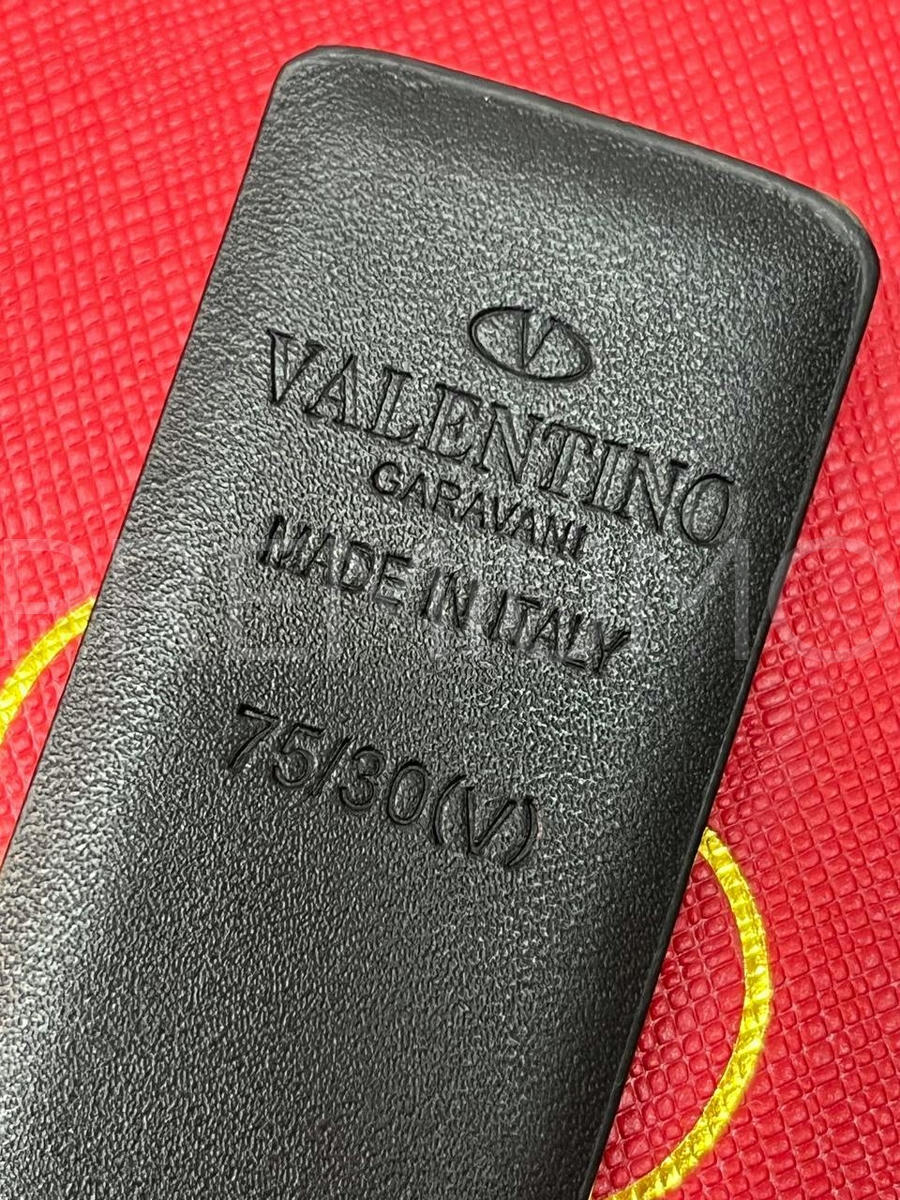 V
VALENTINO
GARAVANI
MADE IN ITALY
75/30(V)